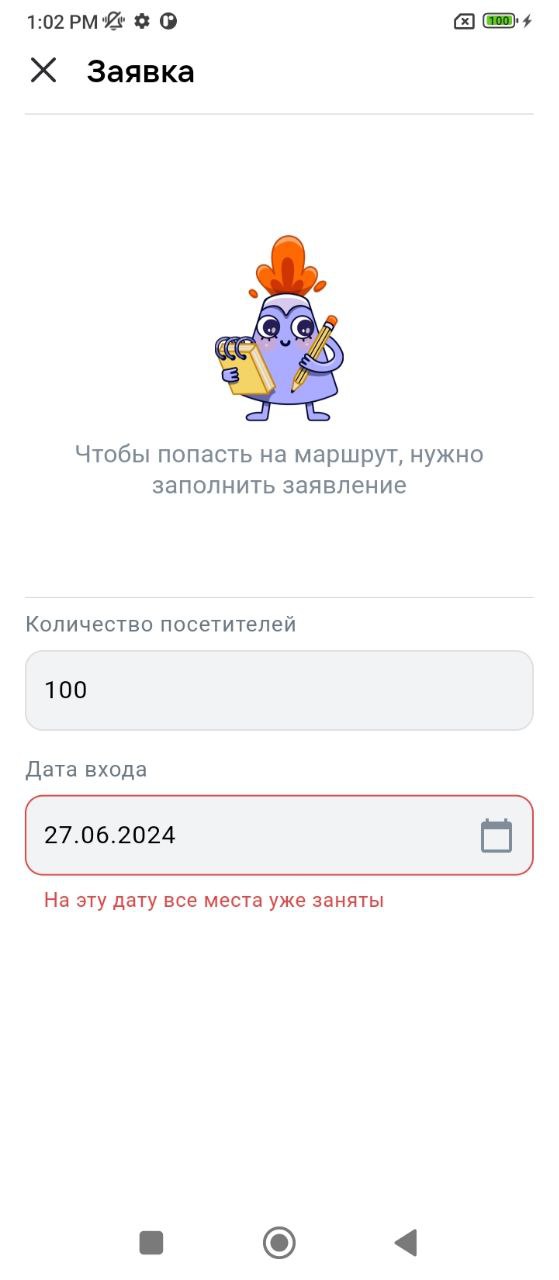 1:02 PM
100
Заявка
Чтобы попасть на маршрут, нужно
заполнить заявление
Количество посетителей
100
Дата входа
27.06.2024
На эту дату все места уже заняты